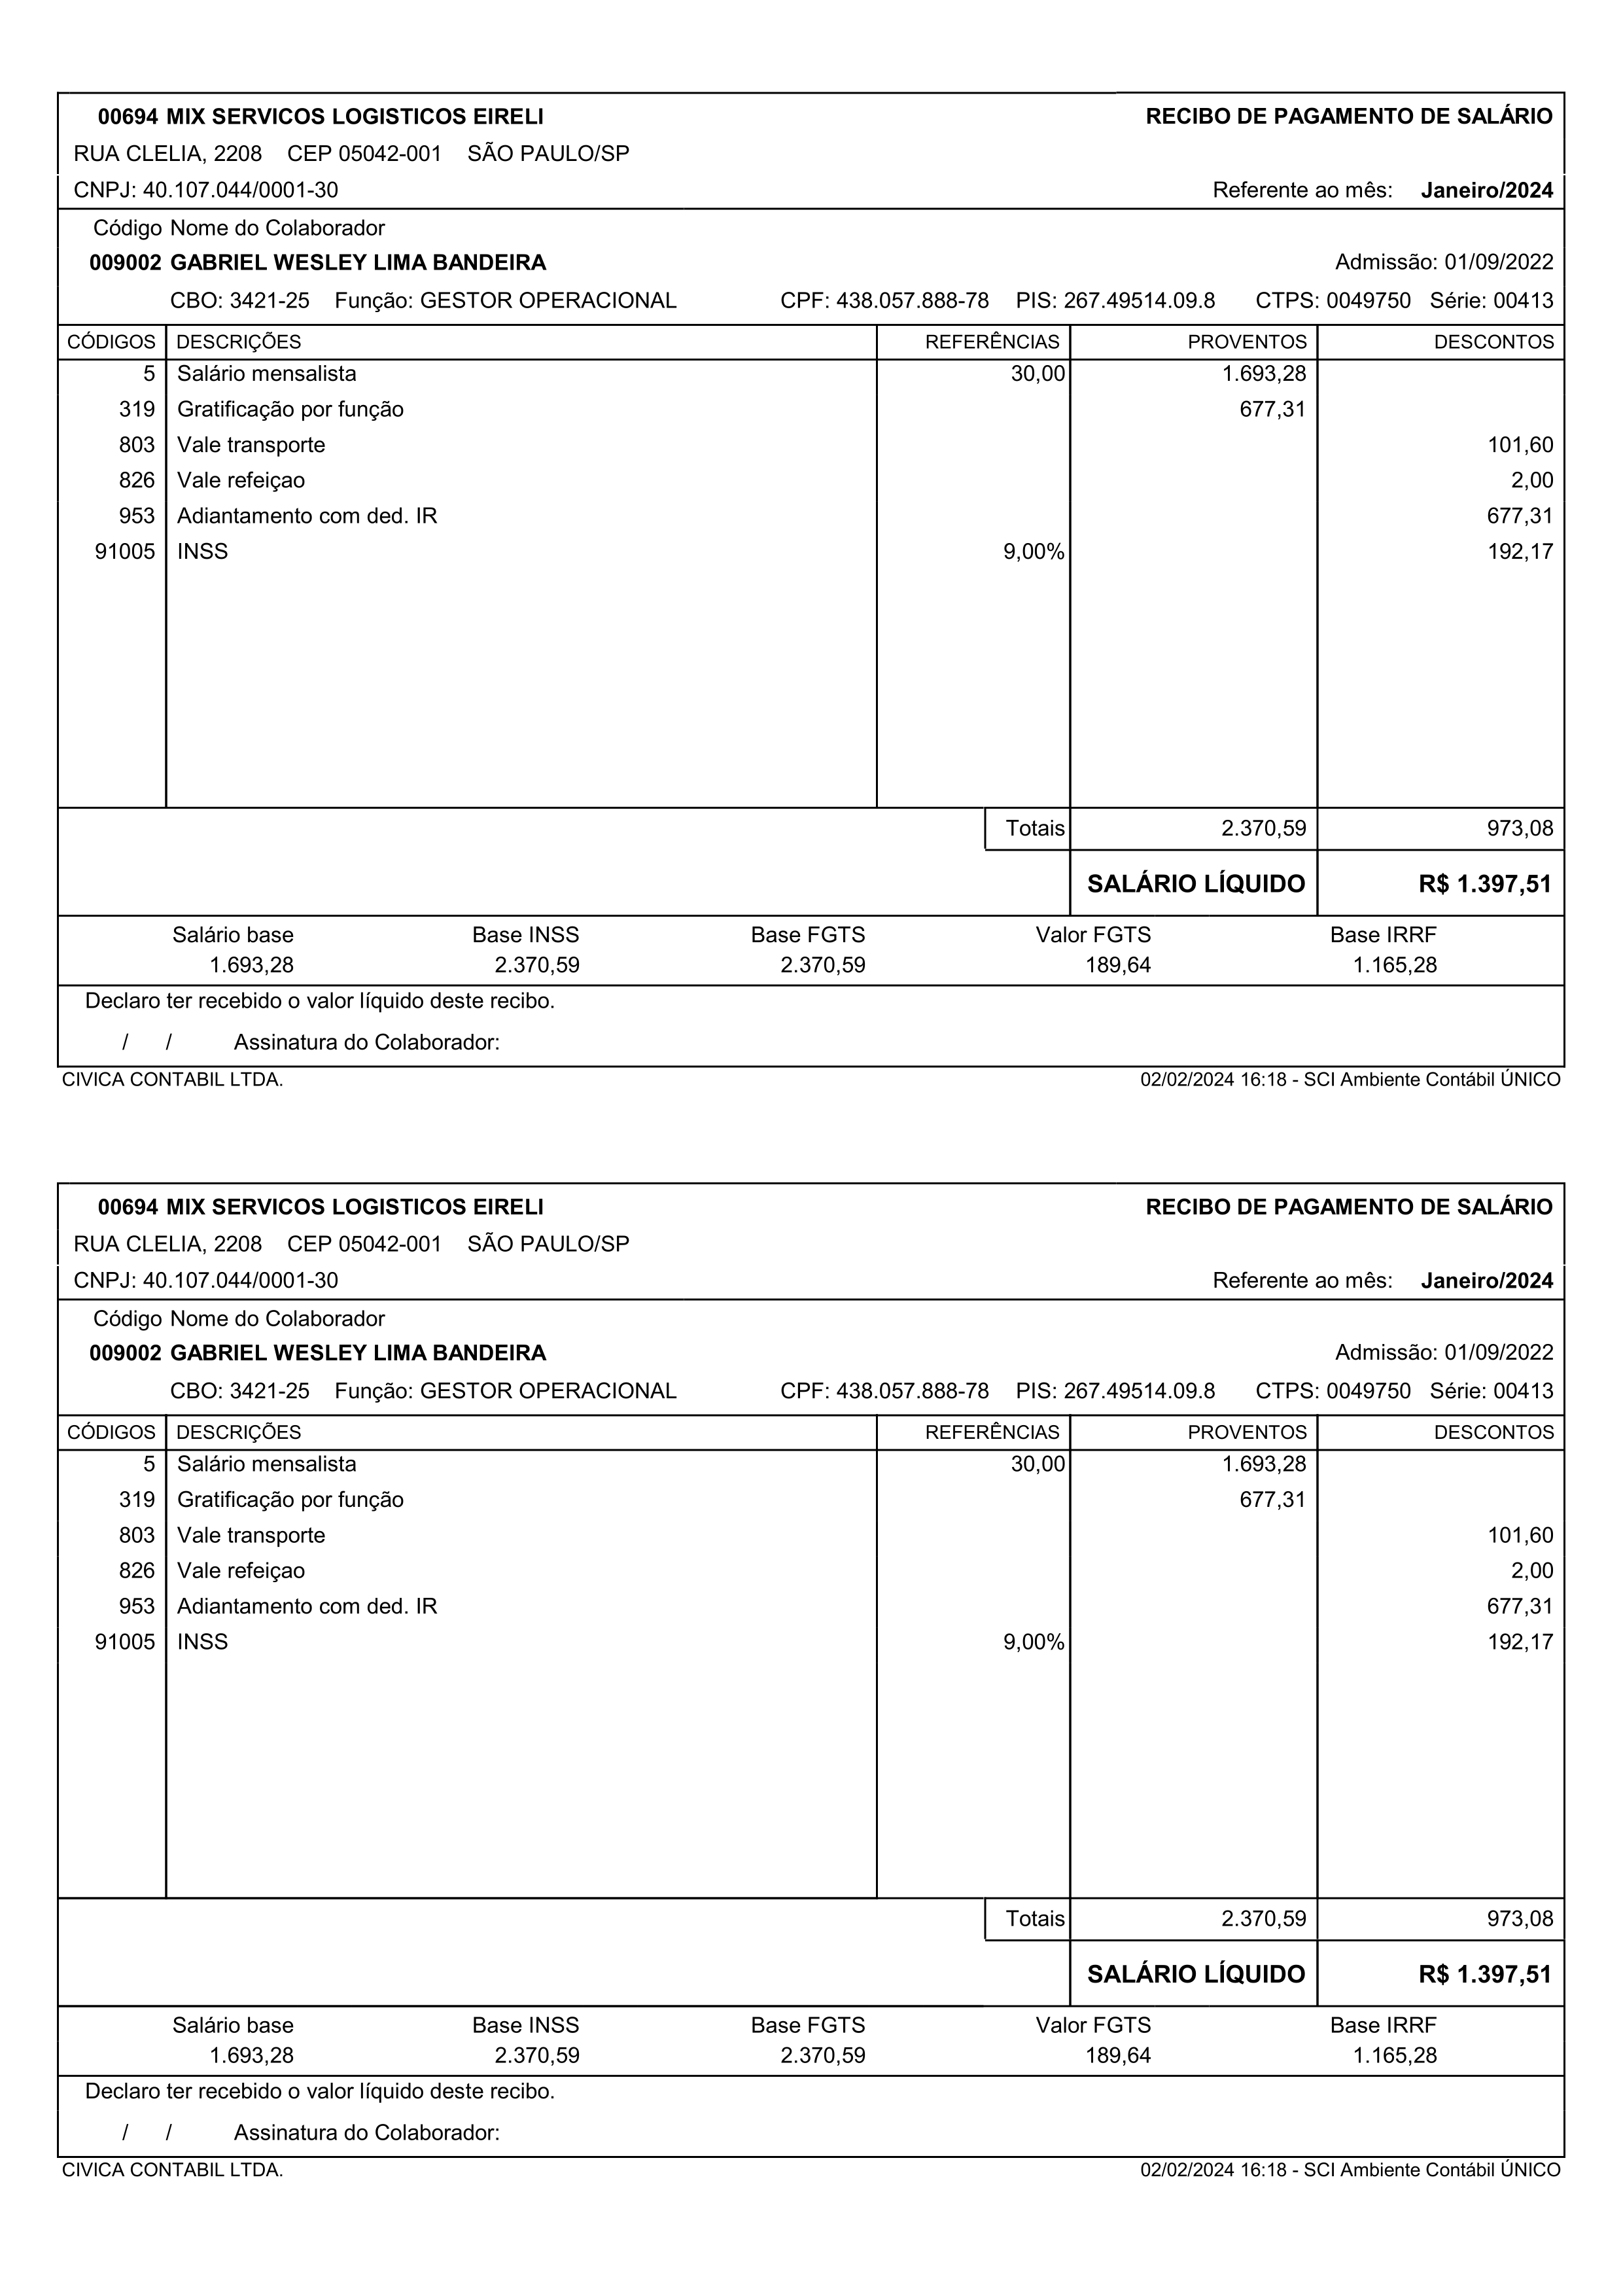 00694 MIX SERVICOS LOGISTICOS EIRELI RECIBO DE PAGAMENTO DE SALÁRIO
RUA CLELIA, 2208 CEP 05042-001 SÃO PAULO/SP
CNPJ: 40.107.044/0001-30 Referente ao mês: Janeiro/2024
Código Nome do Colaborador
009002 GABRIEL WESLEY LIMA BANDEIRA Admissão: 01/09/2022
CBO: 3421-25 Função: GESTOR OPERACIONAL CPF: 438.057.888-78 PIS: 267.49514.09.8 CTPS: 0049750 Série: 00413
CÓDIGOS DESCRIÇÕES REFERÊNCIAS PROVENTOS DESCONTOS
5 Salário mensalista 30,00 1.693,28
319 Gratificação por função 677,31
803 Vale transporte 101,60
826 Vale refeiçao 2,00
953 Adiantamento com ded. IR 677,31
91005 INSS 9,00% 192,17
Totais 2.370,59 973,08
SALÁRIO LÍQUIDO R$ 1.397,51
Salário base Base INSS Base FGTS Valor FGTS Base IRRF
1.693,28 2.370,59 2.370,59 189,64 1.165,28
Declaro ter recebido o valor líquido deste recibo.
/ / Assinatura do Colaborador:
CIVICA CONTABIL LTDA. 02/02/2024 16:18 - SCI Ambiente Contábil ÚNICO
00694 MIX SERVICOS LOGISTICOS EIRELI RECIBO DE PAGAMENTO DE SALÁRIO
RUA CLELIA, 2208 CEP 05042-001 SÃO PAULO/SP
CNPJ: 40.107.044/0001-30 Referente ao mês: Janeiro/2024
Código Nome do Colaborador
009002 GABRIEL WESLEY LIMA BANDEIRA Admissão: 01/09/2022
CBO: 3421-25 Função: GESTOR OPERACIONAL CPF: 438.057.888-78 PIS: 267.49514.09.8 CTPS: 0049750 Série: 00413
CÓDIGOS DESCRIÇÕES REFERÊNCIAS PROVENTOS DESCONTOS
5 Salário mensalista 30,00 1.693,28
319 Gratificação por função 677,31
803 Vale transporte 101,60
826 Vale refeiçao 2,00
953 Adiantamento com ded. IR 677,31
91005 INSS 9,00% 192,17
Totais 2.370,59 973,08
SALÁRIO LÍQUIDO R$ 1.397,51
Salário base Base INSS Base FGTS Valor FGTS Base IRRF
1.693,28 2.370,59 2.370,59 189,64 1.165,28
Declaro ter recebido o valor líquido deste recibo.
/ / Assinatura do Colaborador:
CIVICA CONTABIL LTDA. 02/02/2024 16:18 - SCI Ambiente Contábil ÚNICO